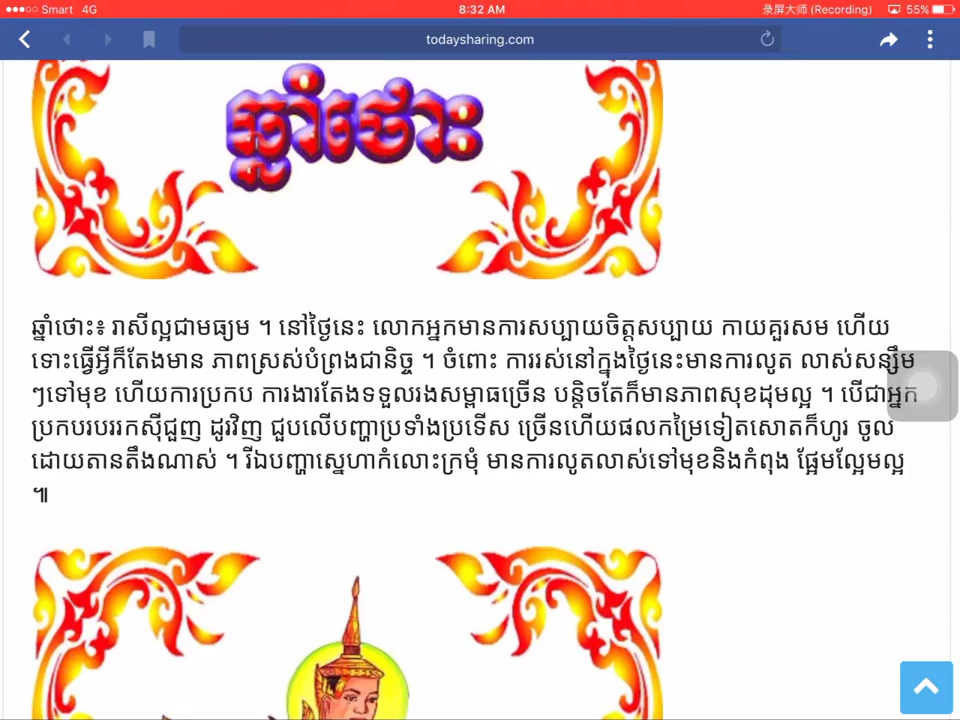 Smart 4G 8:32 AM 录屏大师 (Recording) 55%
todaysharing.com
ឆ្នាំថោះ
ឆ្នាំថោះ៖ រាសីល្អជាមធ្យម ។ នៅថ្ងៃនេះ លោកអ្នកមានការសប្បាយចិត្តសប្បាយ កាយគួរសម ហើយ
ទោះធ្វើអ្វីក៏តែងមាន ភាពស្រស់បំព្រងជានិច្ច ។ ចំពោះ ការរស់នៅក្នុងថ្ងៃនេះមានការលូត លាស់សន្សឹម
ៗទៅមុខ ហើយការប្រកប ការងារតែងទទួលរងសម្ពាធច្រើន បន្តិចតែក៏មានភាពសុខដុមល្អ ។ បើជាអ្នក
ប្រកបរបររកស៊ីជួញ ដូរវិញ ជួបលើបញ្ហាប្រទាំងប្រទើស ច្រើនហើយផលកម្រៃទៀតសោតក៏ហូរ ចូល
ដោយតានតឹងណាស់ ។ រីឯបញ្ហាស្នេហាកំលោះក្រមុំ មានការលូតលាស់ទៅមុខនិងកំពុង ផ្អែមល្ហែមល្អ
៕